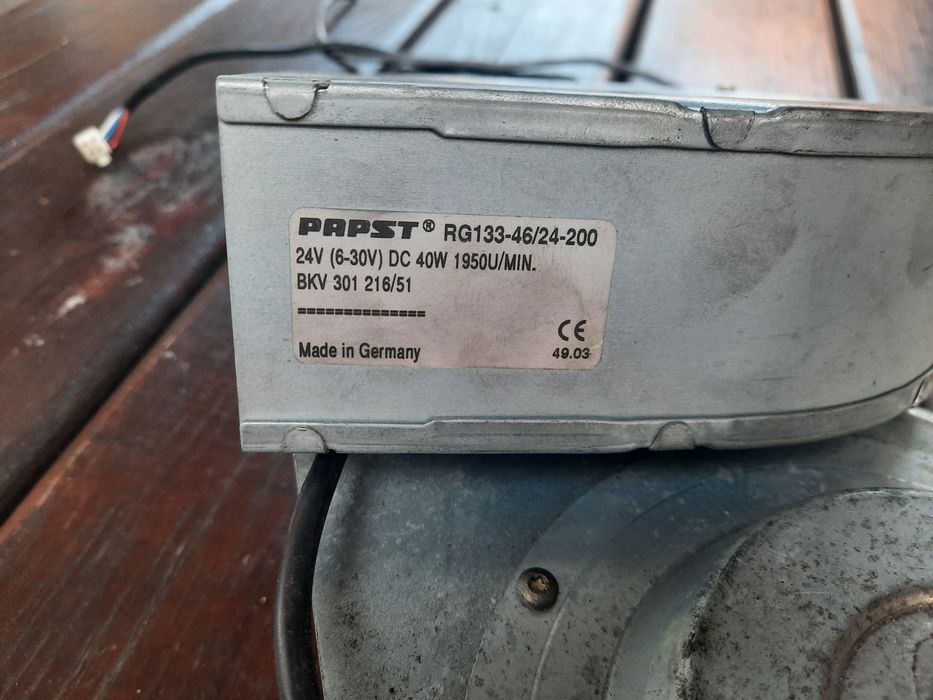 PAPST® RG133-46/24-200
24V (6-30V) DC 40W 1950U/MIN.
BKV 301 216/51
==============
Made in Germany CE 49.03